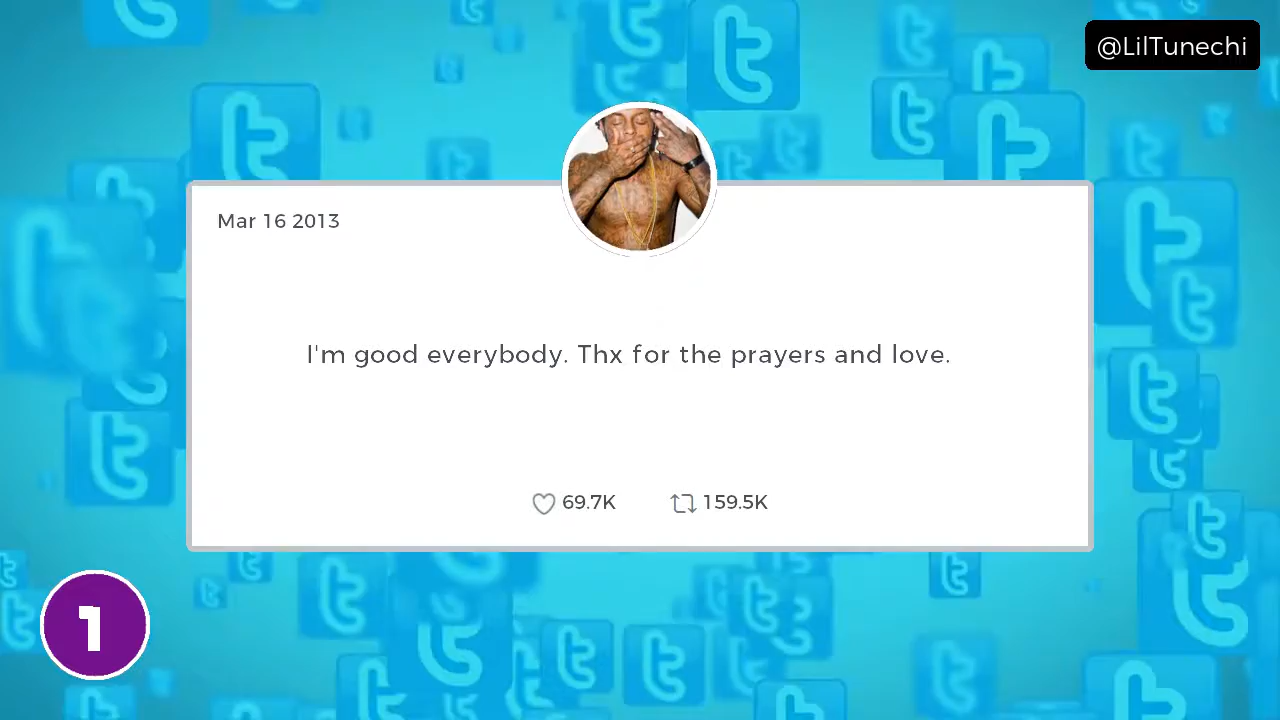 @LilTunechi
Mar 16 2013
I'm good everybody. Thx for the prayers and love.
69.7K 159.5K
1